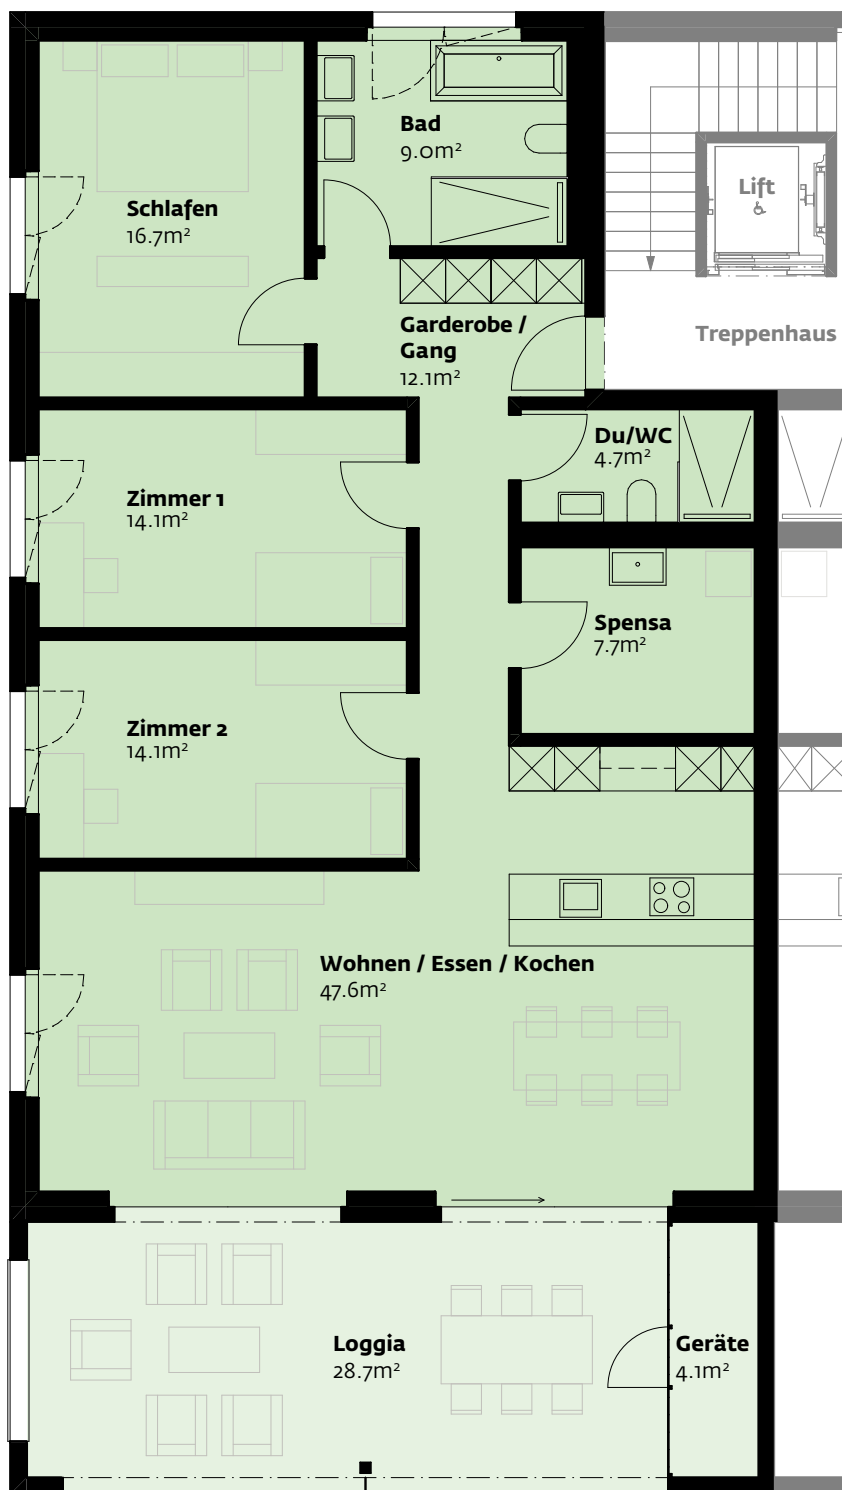 Bad
9.0m²
Lift
Schlafen
16.7m²
Garderobe /
Gang
12.1m²
Treppenhaus
Du/WC
4.7m²
Zimmer 1
14.1m²
Spensa
7.7m²
Zimmer 2
14.1m²
Wohnen / Essen / Kochen
47.6m²
Loggia
28.7m²
Geräte
4.1m²